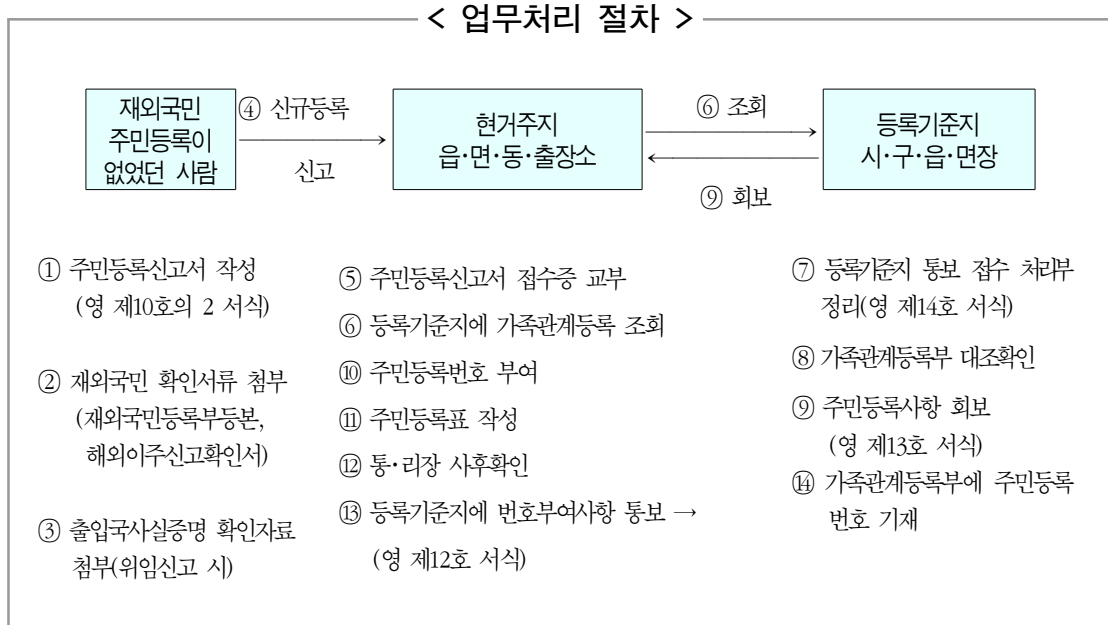 < 업무처리 절차 >
재외국민
주민등록이
없었던 사람
④ 신규등록
신고
현거주지
읍·면·동·출장소
⑥ 조회
⑨ 회보
등록기준지
시·구·읍·면장
① 주민등록신고서 작성
(영 제10호의 2 서식)
② 재외국민 확인서류 첨부
(재외국민등록부등본,
해외이주신고확인서)
③ 출입국사실증명 확인자료
첨부(위임신고 시)
⑤ 주민등록신고서 접수증 교부
⑥ 등록기준지에 가족관계등록 조회
⑩ 주민등록번호 부여
⑪ 주민등록표 작성
⑫ 통·리장 사후확인
⑬ 등록기준지에 번호부여사항 통보 →
(영 제12호 서식)
⑦ 등록기준지 통보 접수 처리부
정리(영 제14호 서식)
⑧ 가족관계등록부 대조확인
⑨ 주민등록사항 회보
(영 제13호 서식)
⑭ 가족관계등록부에 주민등록
번호 기재